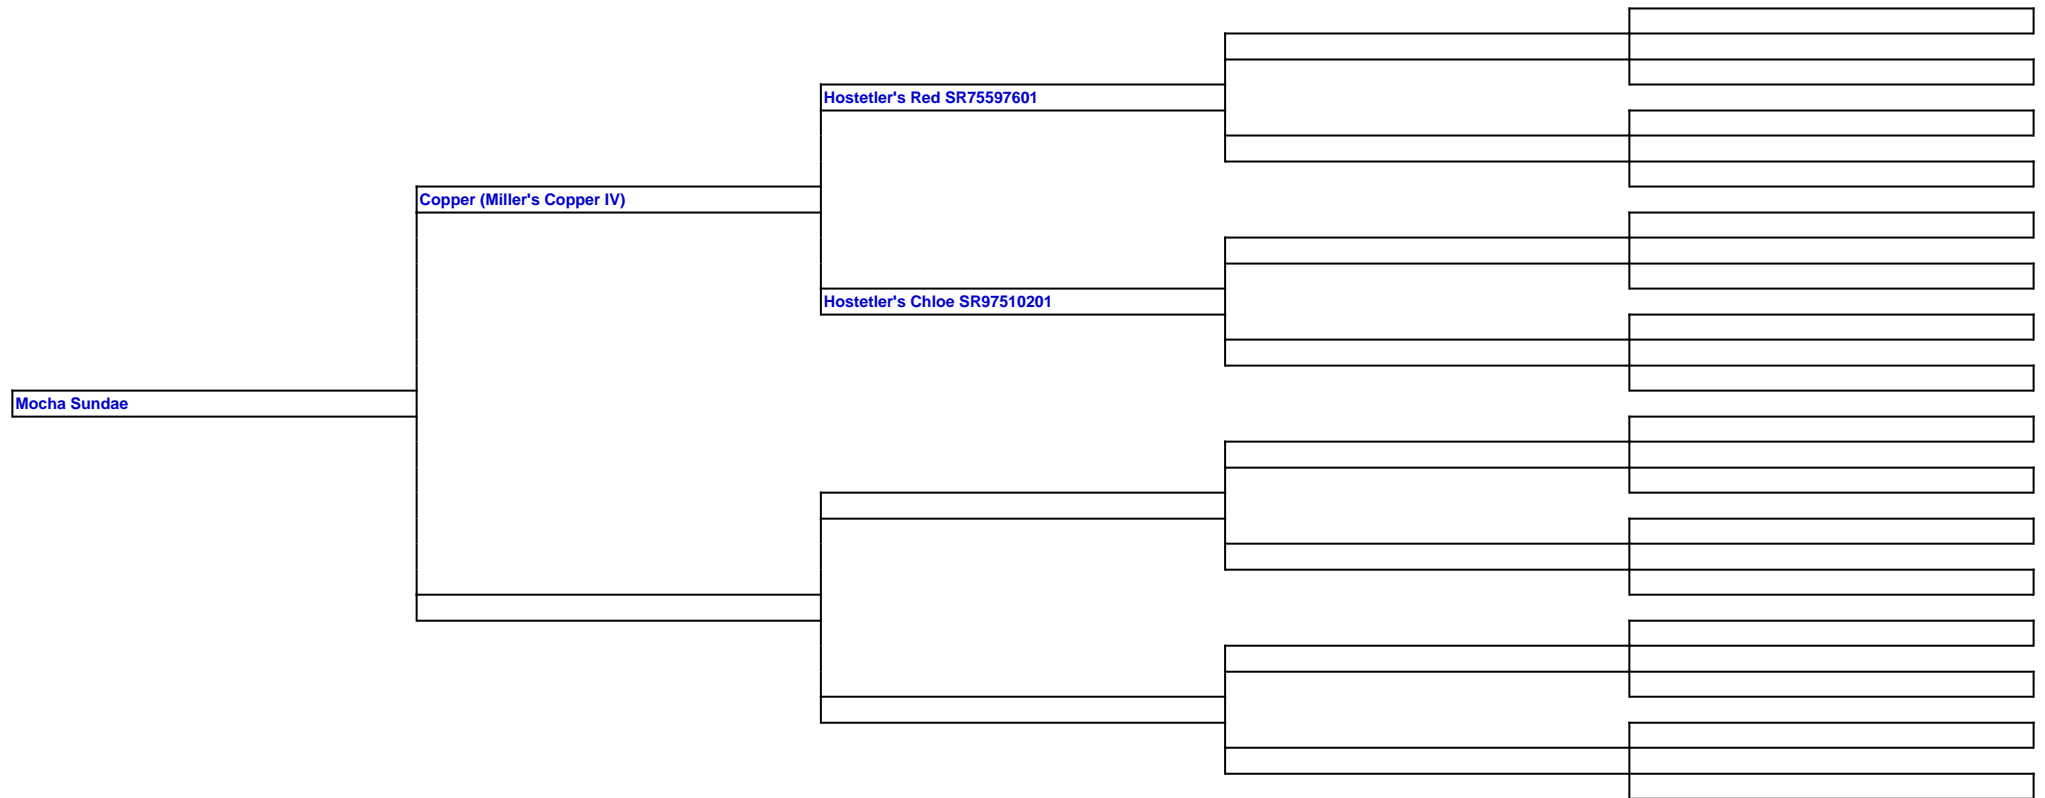 Hostetler's Red SR75597601
Copper (Miller's Copper IV)
Hostetler's Chloe SR97510201
Mocha Sundae